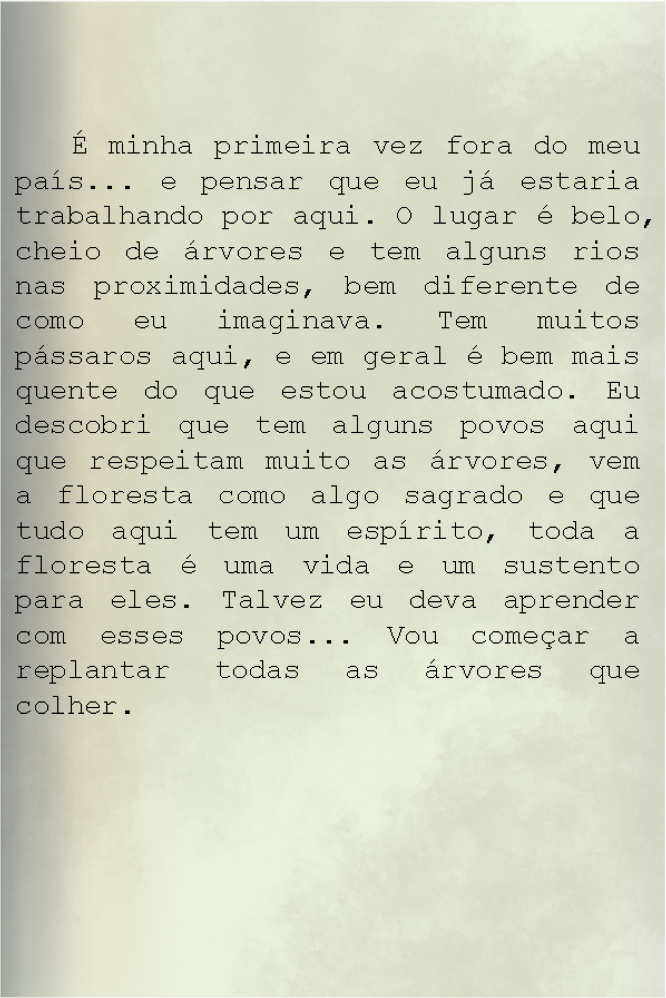 É minha primeira vez fora do meu
país... e pensar que eu já estaria
trabalhando por aqui. O lugar é belo,
cheio de árvores e tem alguns rios
nas proximidades, bem diferente de
como eu imaginava. Tem muitos
pássaros aqui, e em geral é bem mais
quente do que estou acostumado. Eu
descobri que tem alguns povos aqui
que respeitam muito as árvores, vem
a floresta como algo sagrado e que
tudo aqui tem um espírito, toda a
floresta é uma vida e um sustento
para eles. Talvez eu deva aprender
com esses povos... Vou começar a
replantar todas as árvores que
colher.